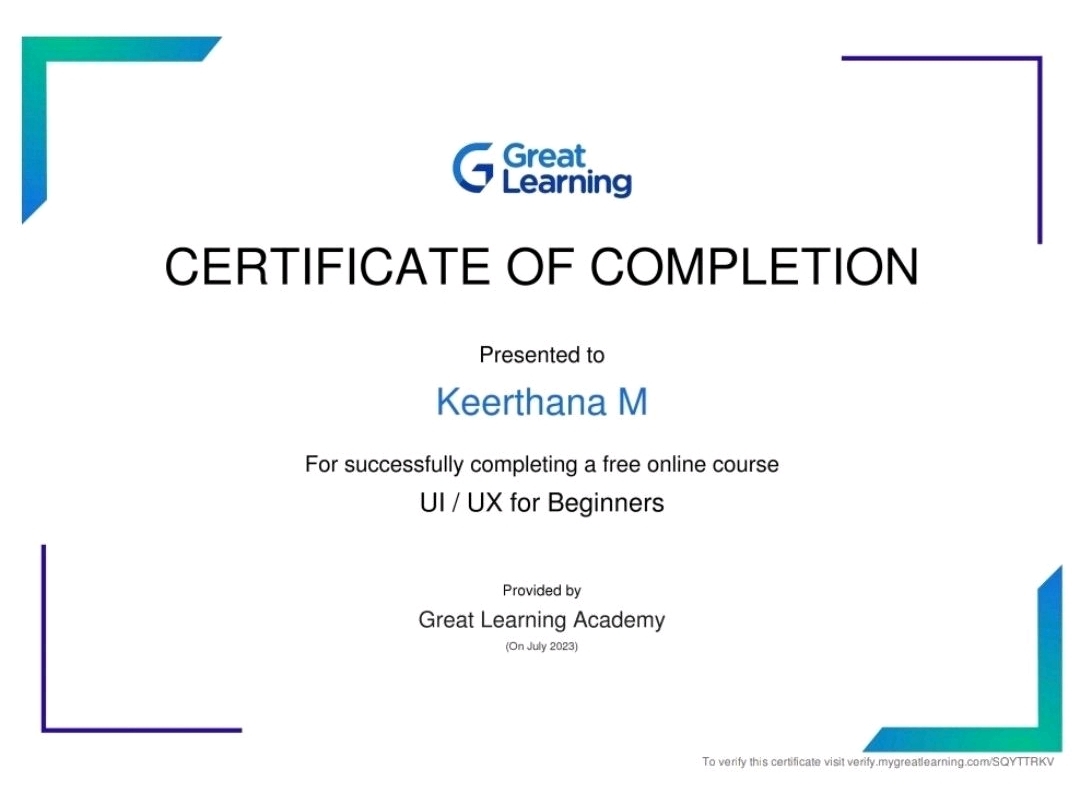 Great
Learning
CERTIFICATE OF COMPLETION
Presented to
Keerthana M
For successfully completing a free online course
UI / UX for Beginners
Provided by
Great Learning Academy
(On July 2023)
To verify this certificate visit verify.mygreatlearning.com/SQYTTRKV